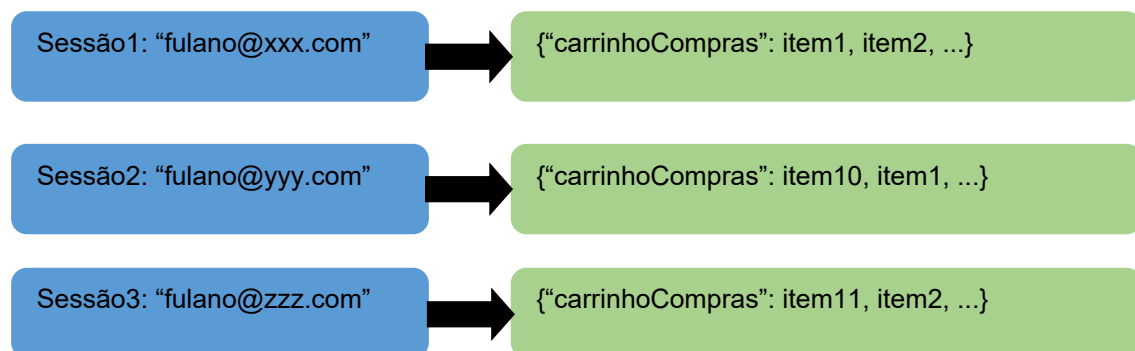 Sessão1: “fulano@xxx.com”
{“carrinhoCompras”: item1, item2, ...}
Sessão2: “fulano@yyy.com”
{“carrinhoCompras”: item10, item1, ...}
Sessão3: “fulano@zzz.com”
{“carrinhoCompras”: item11, item2, ...}